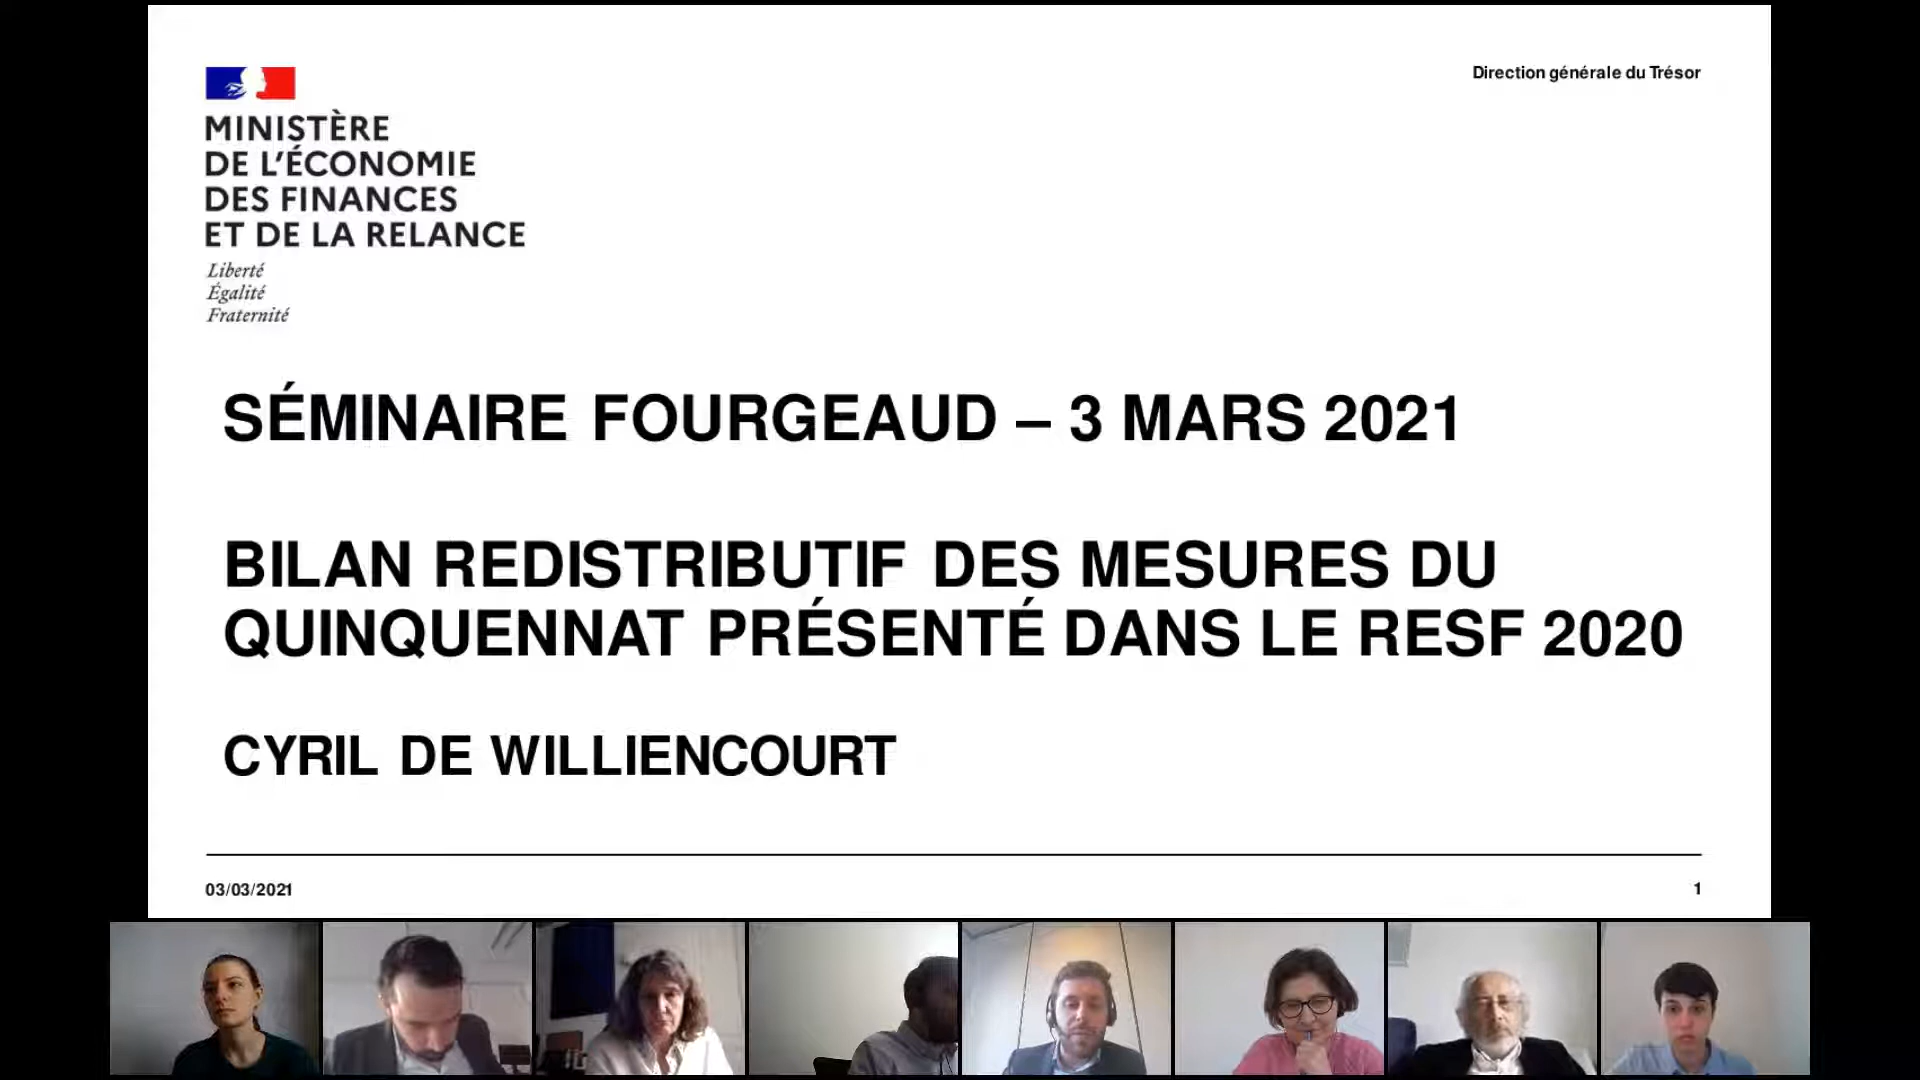 Direction générale du Trésor
MINISTÈRE
DE L'ÉCONOMIE
DES FINANCES
ET DE LA RELANCE
Liberté
Égalité
Fraternité
SÉMINAIRE FOURGEAUD – 3 MARS 2021
BILAN REDISTRIBUTIF DES MESURES DU
QUINQUENNAT PRÉSENTÉ DANS LE RESF 2020
CYRIL DE WILLIENCOURT
03/03/2021
1